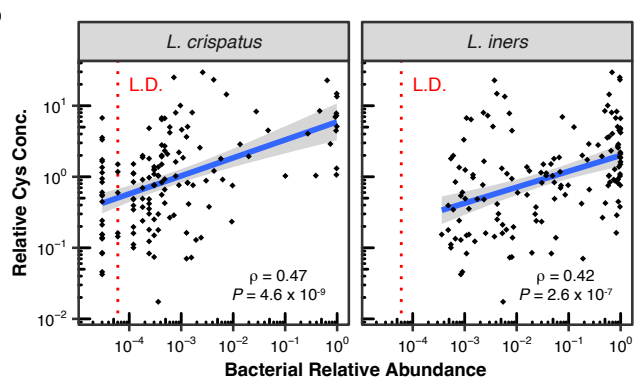 L. crispatus
L. iners
Relative Cys Conc.
10¹
10⁰
10⁻¹
10⁻²
L.D.
L.D.
ρ = 0.47
P = 4.6 x 10⁻⁹
ρ = 0.42
P = 2.6 x 10⁻⁷
10⁻⁴ 10⁻³ 10⁻² 10⁻¹ 10⁰
10⁻⁴ 10⁻³ 10⁻² 10⁻¹ 10⁰
Bacterial Relative Abundance